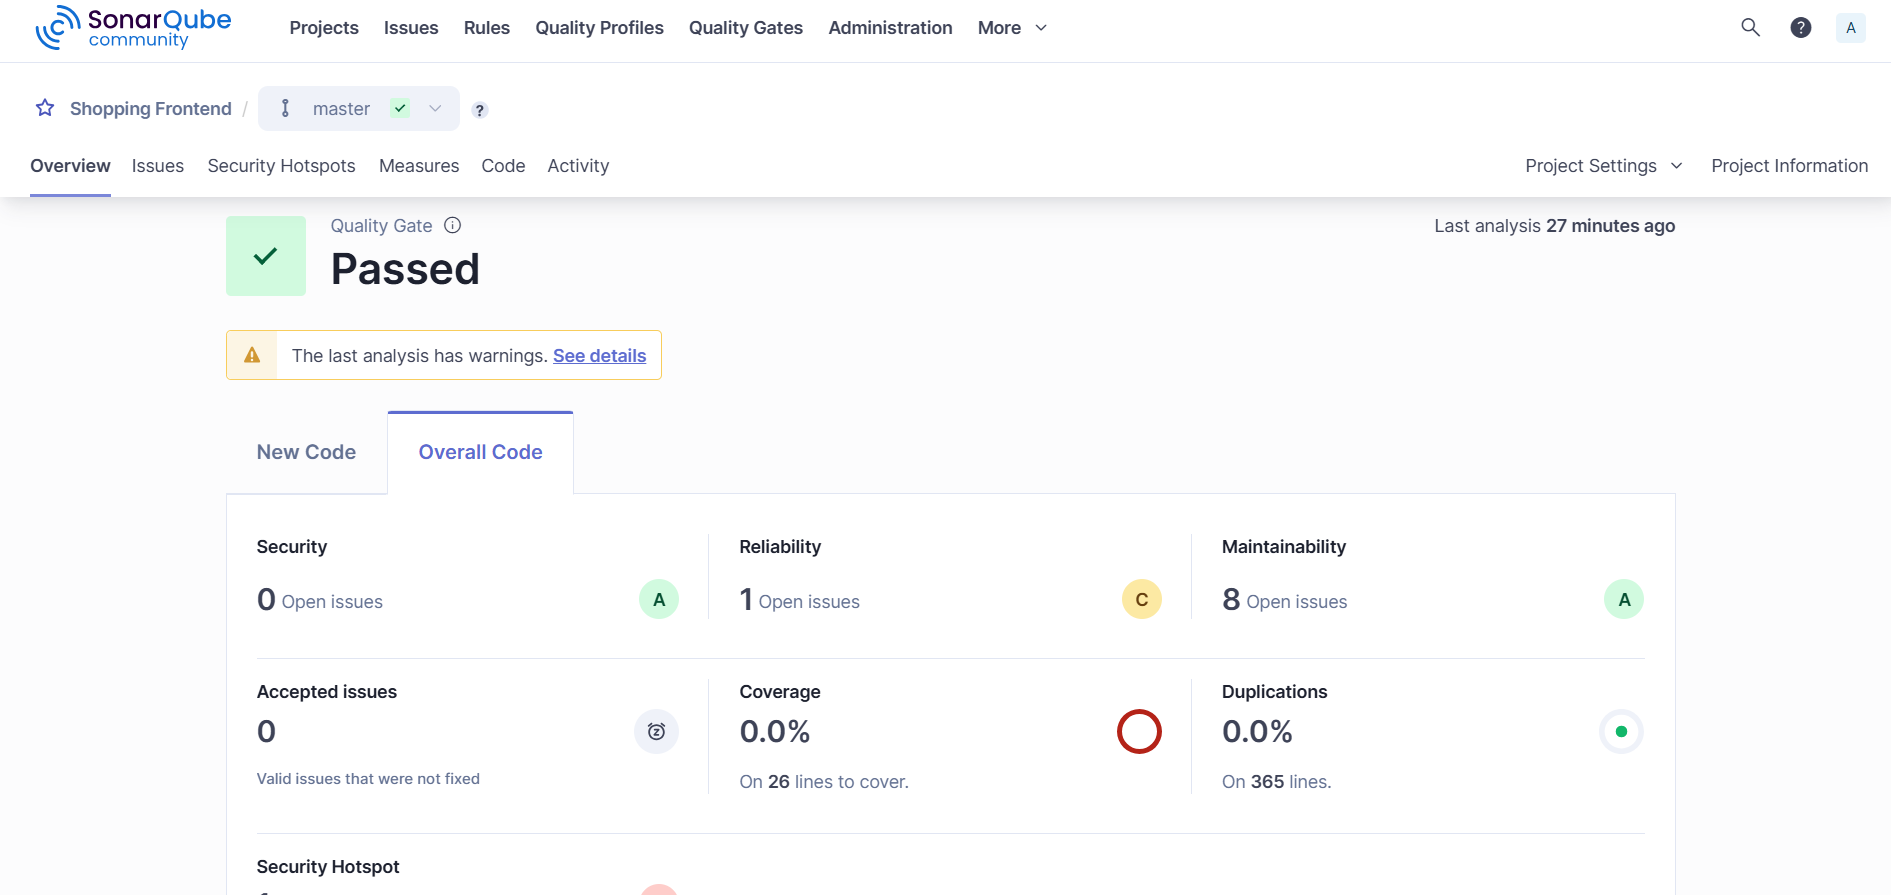 SonarQube community Projects Issues Rules Quality Profiles Quality Gates Administration More ? A
Shopping Frontend / master ?
Overview Issues Security Hotspots Measures Code Activity Project Settings Project Information
Quality Gate Last analysis 27 minutes ago
Passed
The last analysis has warnings. See details
New Code Overall Code
Security Reliability Maintainability
0 Open issues A 1 Open issues C 8 Open issues A
Accepted issues Coverage Duplications
0 0.0% 0.0%
Valid issues that were not fixed On 26 lines to cover. On 365 lines.
Security Hotspot